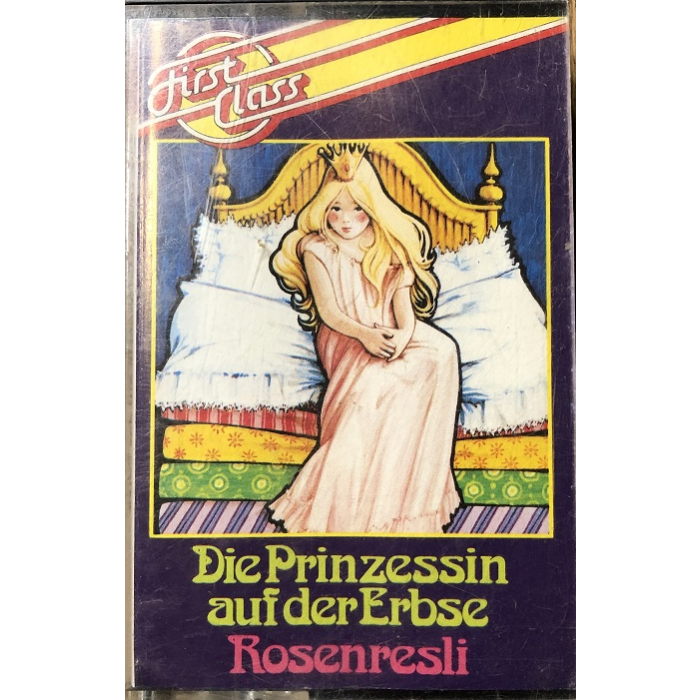 First
Class
Die Prinzessin
auf der Erbse
Rosenresli